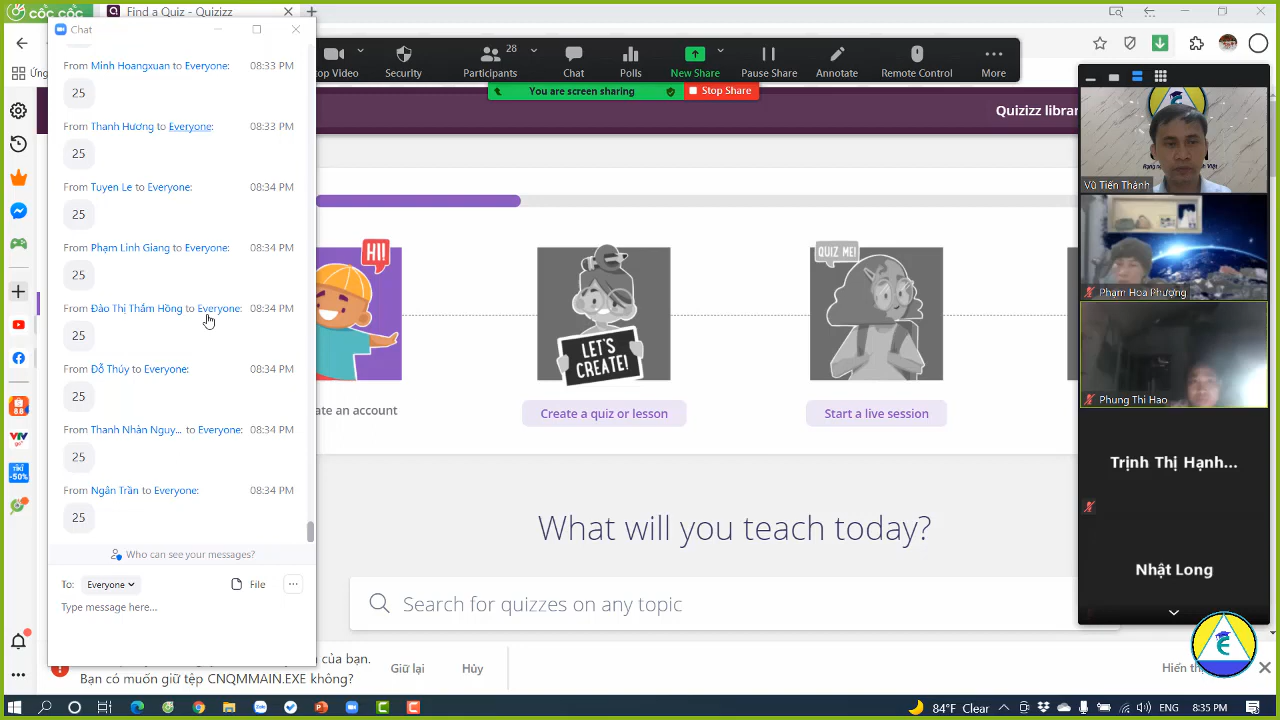 cốc cốc
Find a Quiz - Quizizz
Chat
From Minh Hoangxuan to Everyone: 08:33 PM
25
From Thanh Hương to Everyone: 08:33 PM
25
From Tuyen Le to Everyone: 08:34 PM
25
From Phạm Linh Giang to Everyone: 08:34 PM
25
From Đào Thị Thắm Hồng to Everyone: 08:34 PM
25
From Đỗ Thúy to Everyone: 08:34 PM
25
From Thanh Nhàn Nguy... to Everyone: 08:34 PM
25
From Ngân Trần to Everyone: 08:34 PM
25
Who can see your messages?
To: Everyone File
Type message here...
top Video
Security
28
Participants
Chat
Polls
New Share
Pause Share
Annotate
Remote Control
More
You are screen sharing
Stop Share
Quizizz librar
HI!
LET'S CREATE!
QUIZ ME!
ate an account
Create a quiz or lesson
Start a live session
What will you teach today?
Search for quizzes on any topic
của bạn.
Bạn có muốn giữ tệp CNQMMAIN.EXE không?
Giữ lại
Hủy
Hiển th
Vũ Tiến Thành
Phạm Hoa Phượng
Phung Thi Hao
Trịnh Thị Hạnh...
Nhật Long
8.8
VTV
go
TIKI
-50%
84°F Clear
ENG
8:35 PM